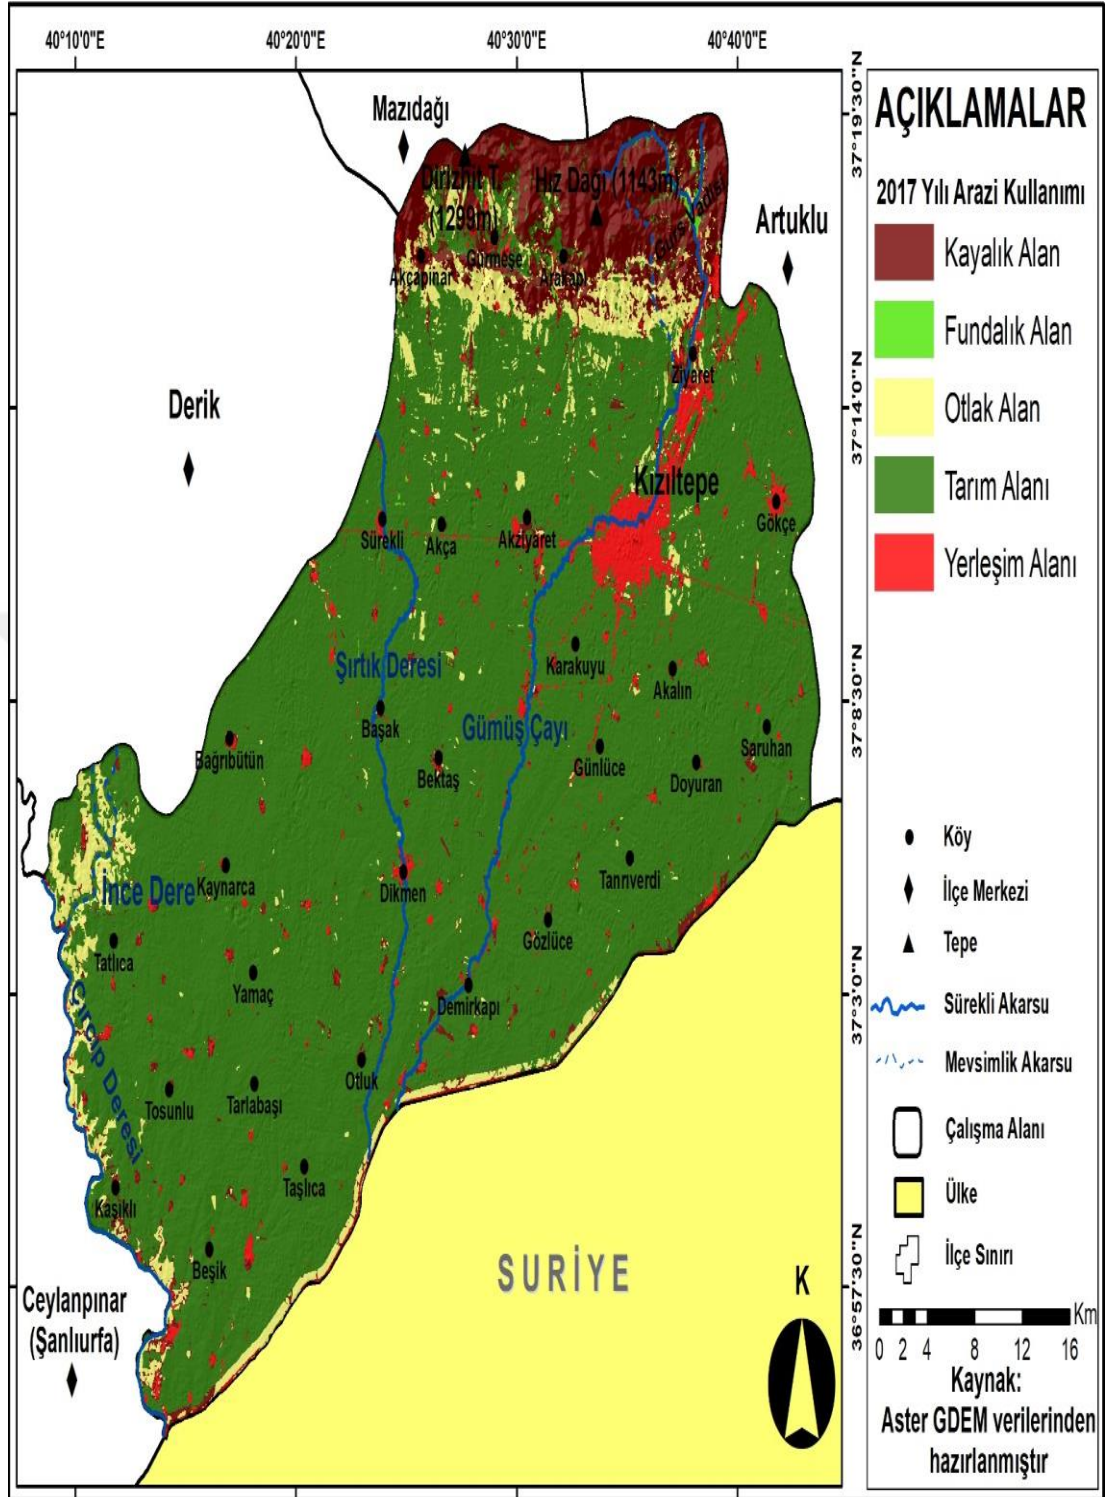 40°10'0"E
40°20'0"E
40°30'0"E
40°40'0"E
37°19'30"N
37°14'0"N
37°8'30"N
37°3'0"N
36°57'30"N
Mazıdağı
Dirizhit T.
(1299m)
Hız Dağı (1143m)
Gurs Vadisi
Artuklu
Akçapınar
Gürmeşe
Arakapı
Ziyaret
Derik
Kızıltepe
Gökçe
Sürekli
Akça
Akziyaret
Karakuyu
Akalın
Şırtık Deresi
Başak
Gümüş Çayı
Saruhan
Bağrıbütün
Bektaş
Günlüce
Doyuran
İnce Dere
Kaynarca
Dikmen
Tanrıverdi
Tatlıca
Gözlüce
Yamaç
Demirkapı
Cırcıp Deresi
Otluk
Tosunlu
Tarlabaşı
Taşlıca
Kaşıklı
Beşik
SURİYE
Ceylanpınar
(Şanlıurfa)
K
AÇIKLAMALAR
2017 Yılı Arazi Kullanımı
Kayalık Alan
Fundalık Alan
Otlak Alan
Tarım Alanı
Yerleşim Alanı
Köy
İlçe Merkezi
Tepe
Sürekli Akarsu
Mevsimlik Akarsu
Çalışma Alanı
Ülke
İlçe Sınırı
Km
0 2 4 8 12 16
Kaynak:
Aster GDEM verilerinden
hazırlanmıştır